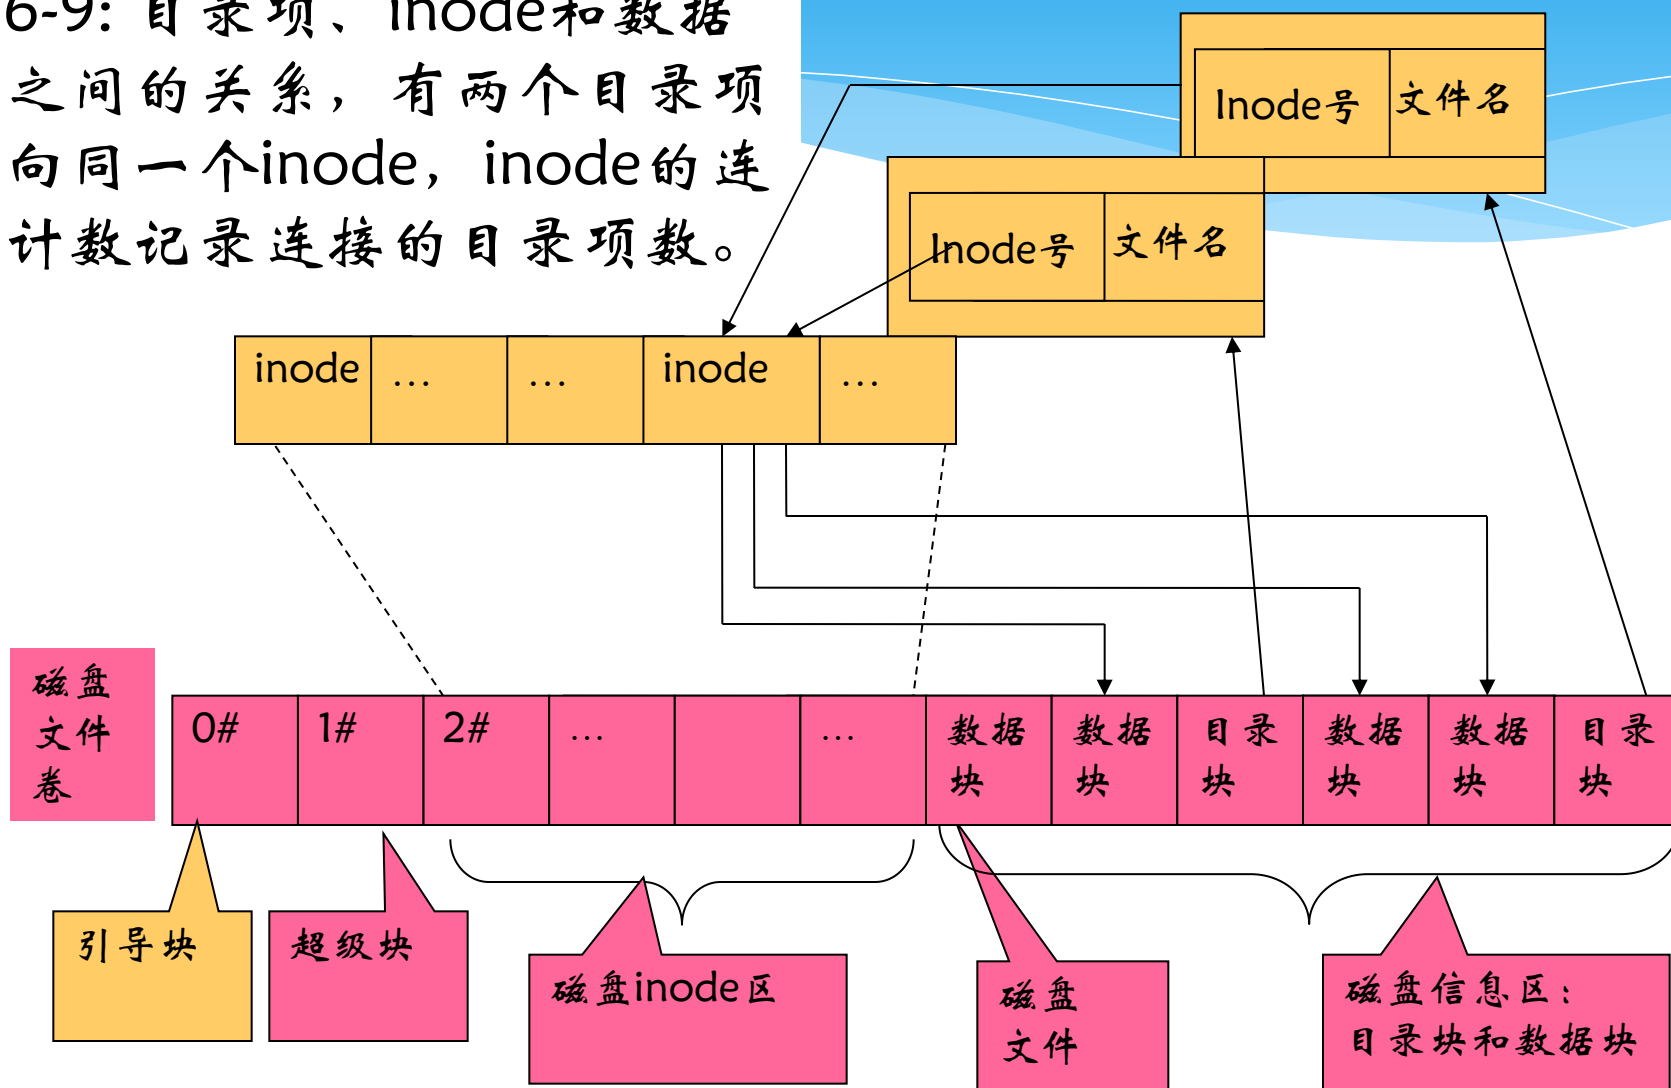 6-9: 目录项、inode和数据
之间的关系，有两个目录项
向同一个inode，inode的连
计数记录连接的目录项数。
Inode号 文件名
Inode号 文件名
inode … … inode …
磁盘
文件
卷
0# 1# 2# … … 数据 数据 目录 数据 数据 目录
块 块 块 块 块 块
引导块
超级块
磁盘inode区
磁盘
文件
磁盘信息区：
目录块和数据块